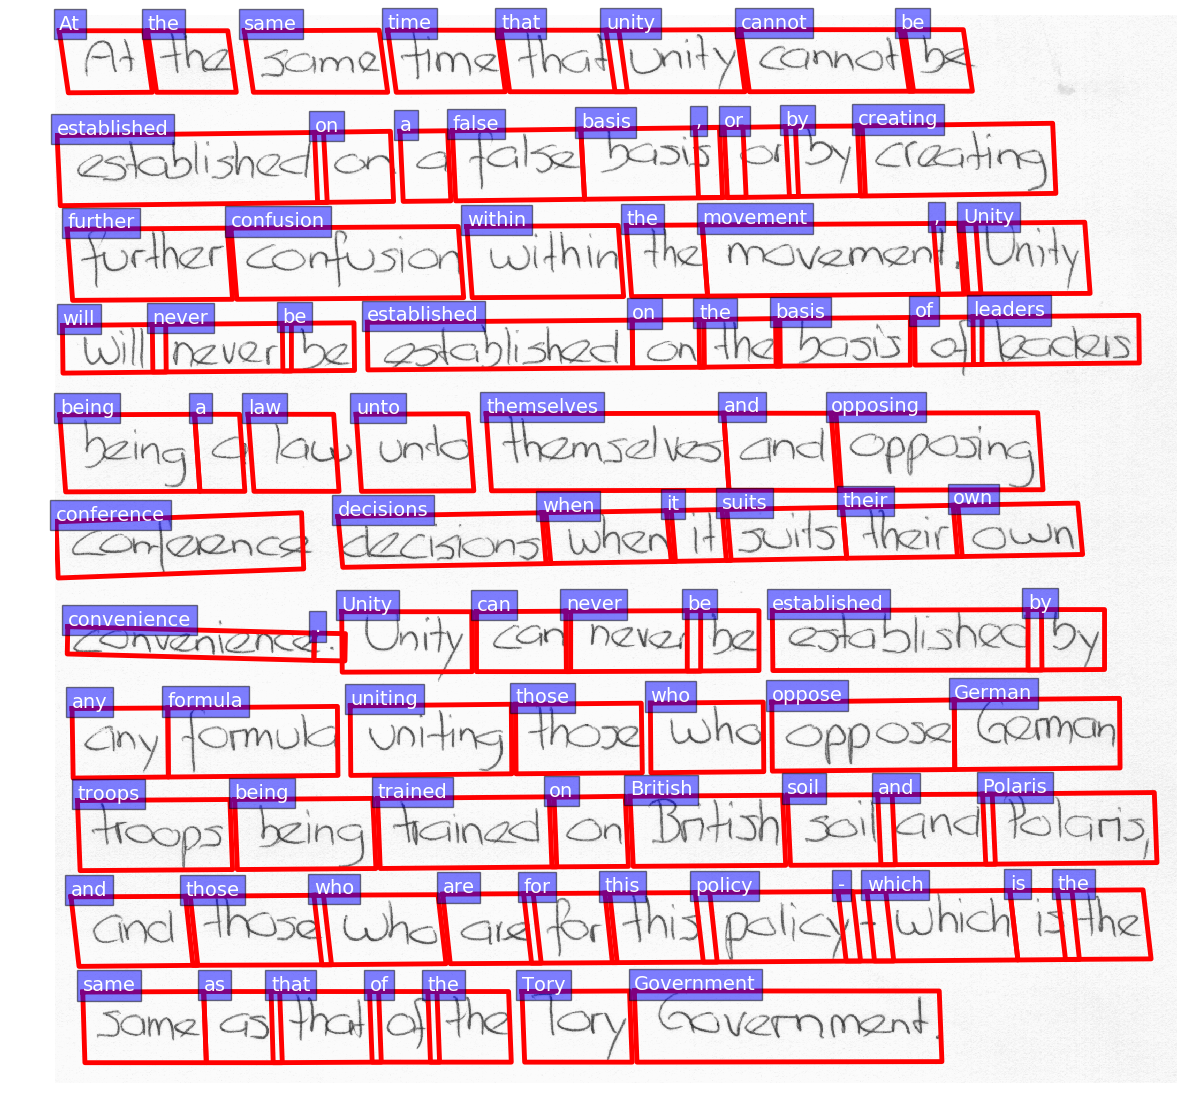 At the same time that unity cannot be
established on a false basis, or by creating
further confusion within the movement. Unity
will never be established on the basis of leaders
being a law unto themselves and opposing
conference decisions when it suits their own
convenience. Unity can never be established by
any formula uniting those who oppose German
troops being trained on British soil and Polaris,
and those who are for this policy - which is the
same as that of the Tory Government.